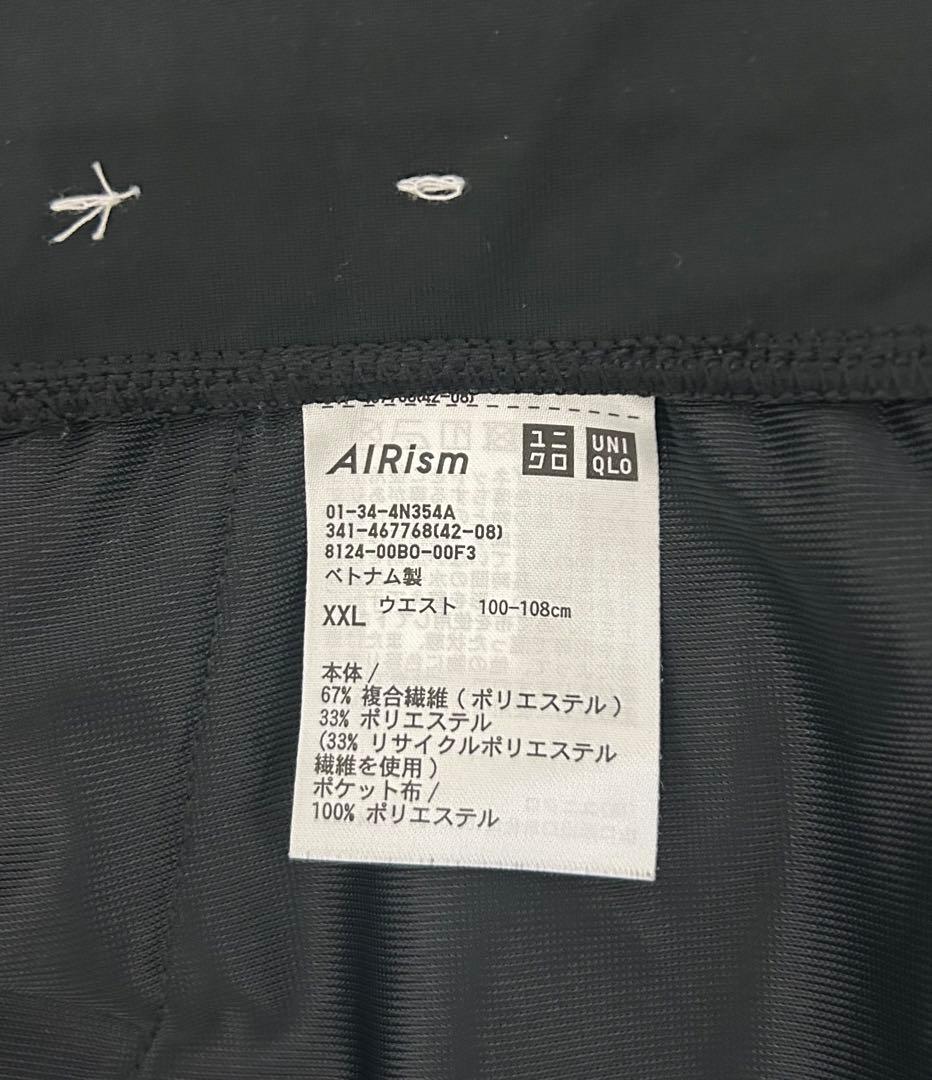 AIRism
ユニクロ
UNIQLO
01-34-4N354A
341-467768(42-08)
8124-00BO-00F3
ベトナム製
XXL ウエスト 100-108cm
本体/
67% 複合繊維(ポリエステル)
33% ポリエステル
(33% リサイクルポリエステル
繊維を使用)
ポケット布/
100% ポリエステル